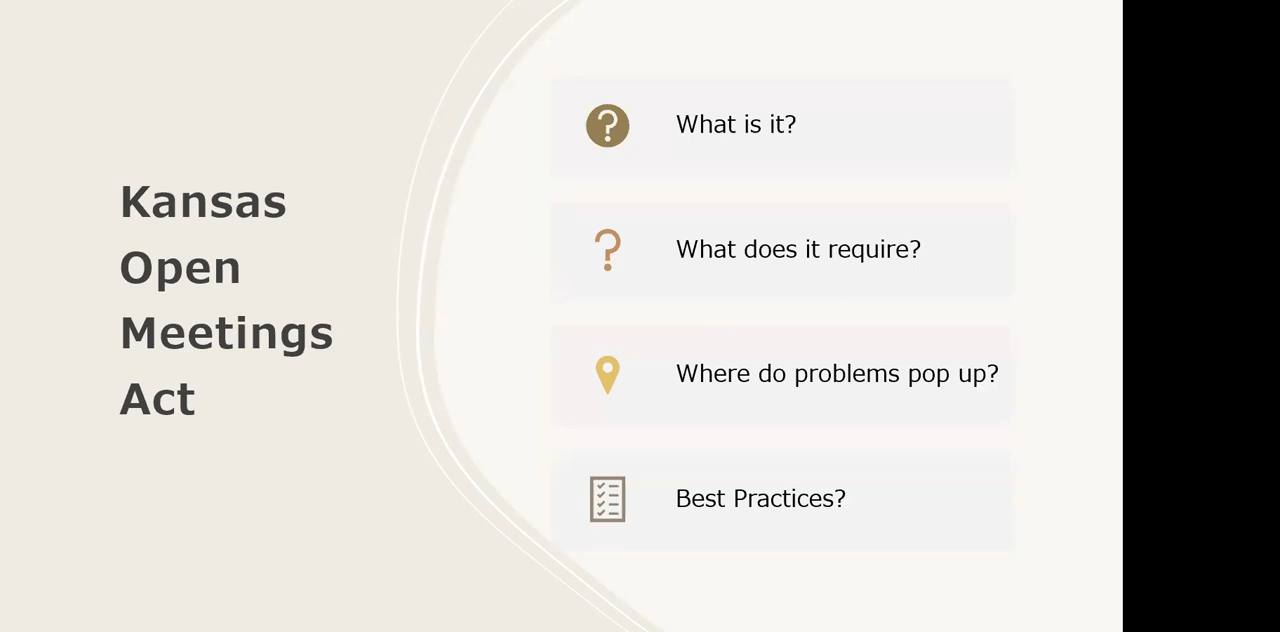 Kansas
Open
Meetings
Act
What is it?
What does it require?
Where do problems pop up?
Best Practices?